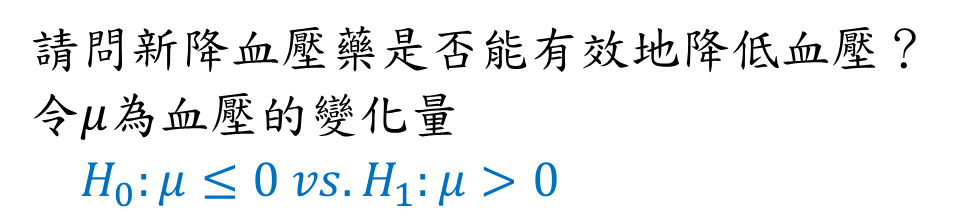 請問新降血壓藥是否能有效地降低血壓？
令μ為血壓的變化量
H₀: μ ≤ 0 vs. H₁: μ > 0